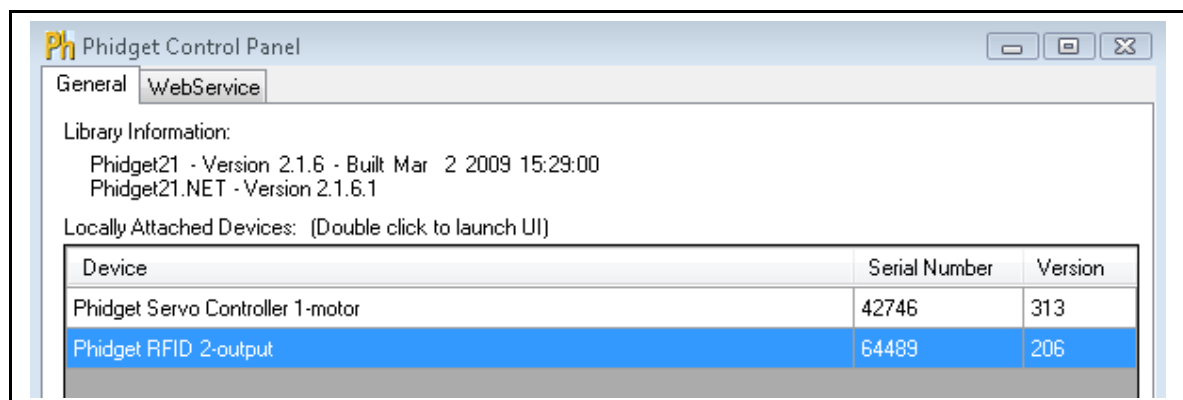 Ph Phidget Control Panel
General WebService
Library Information:
Phidget21 - Version 2.1.6 - Built Mar 2 2009 15:29:00
Phidget21.NET - Version 2.1.6.1
Locally Attached Devices: (Double click to launch UI)
Device Serial Number Version
Phidget Servo Controller 1-motor 42746 313
Phidget RFID 2-output 64489 206